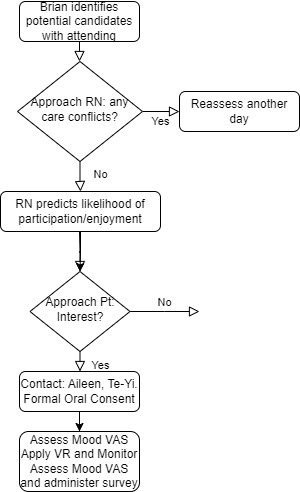 Brian identifies
potential candidates
with attending
Approach RN: any
care conflicts?
Yes
Reassess another
day
No
RN predicts likelihood of
participation/enjoyment
Approach Pt:
Interest?
No
Yes
Contact: Aileen, Te-Yi.
Formal Oral Consent
Assess Mood VAS
Apply VR and Monitor
Assess Mood VAS
and administer survey